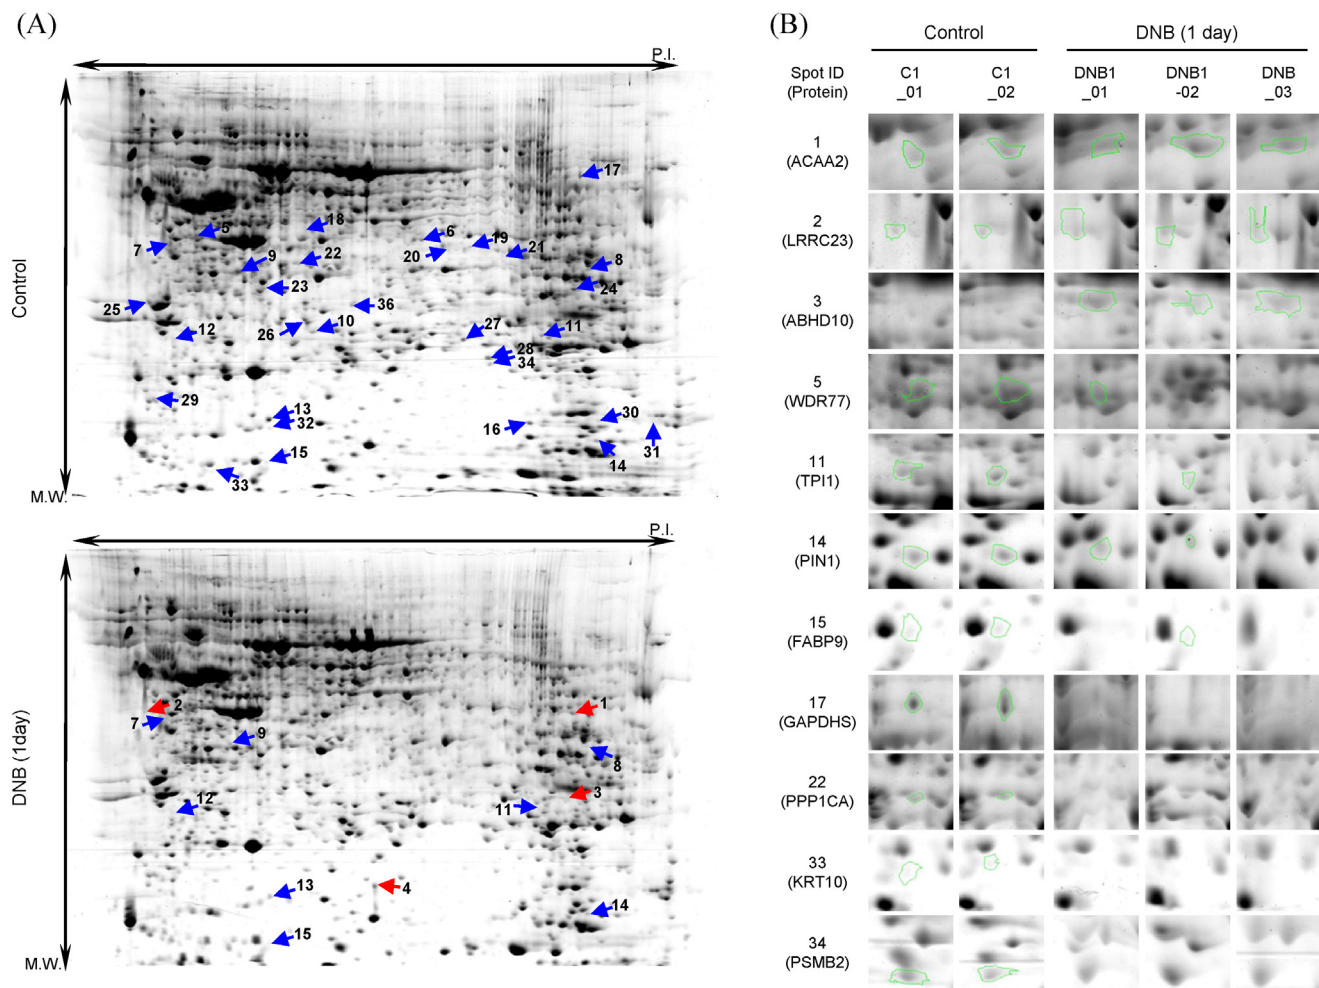 (A)
P.I.
Control
17
5
18
6
7
19
21
20
9
22
8
23
24
25
36
12
26
10
27
11
28
34
29
13
32
16
30
15
14
31
33
M.W.
P.I.
DNB (1day)
2
1
7
9
8
3
12
11
13
4
14
15
M.W.
(B)
Control
DNB (1 day)
Spot ID
(Protein)
C1
_01
C1
_02
DNB1
_01
DNB1
-02
DNB
_03
1
(ACAA2)
2
(LRRC23)
3
(ABHD10)
5
(WDR77)
11
(TPI1)
14
(PIN1)
15
(FABP9)
17
(GAPDHS)
22
(PPP1CA)
33
(KRT10)
34
(PSMB2)